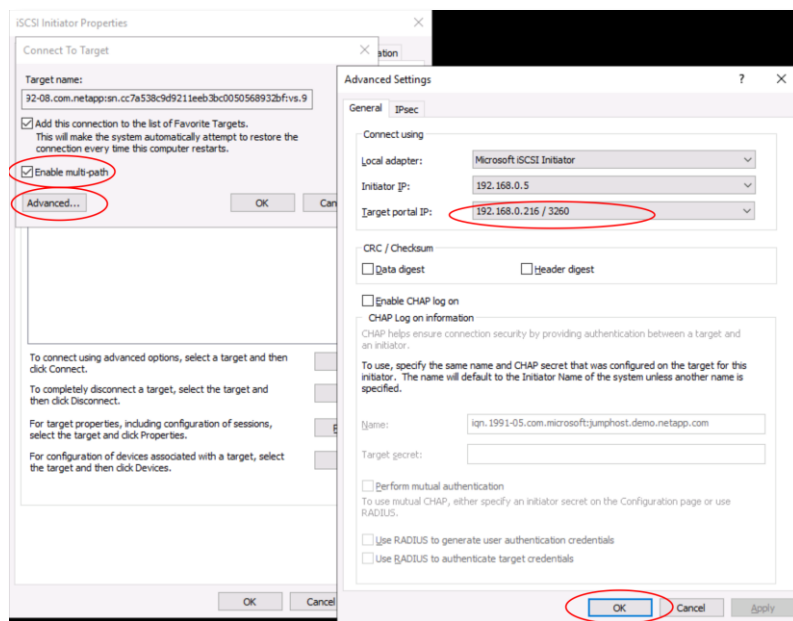 iSCSI Initiator Properties
Connect To Target
Target name:
92-08.com.netapp:sn.cc7a538c9d9211eeb3bc0050568932bf:vs.9
Add this connection to the list of Favorite Targets.
This will make the system automatically attempt to restore the
connection every time this computer restarts.
Enable multi-path
Advanced...
OK
Can
To connect using advanced options, select a target and then
click Connect.
To completely disconnect a target, select the target and
then click Disconnect.
For target properties, including configuration of sessions,
select the target and click Properties.
For configuration of devices associated with a target, select
the target and then click Devices.
OK
Cancel
Advanced Settings
General
IPsec
Connect using
Local adapter:
Microsoft iSCSI Initiator
Initiator IP:
192.168.0.5
Target portal IP:
192.168.0.216 / 3260
CRC / Checksum
Data digest
Header digest
Enable CHAP log on
CHAP Log on information
CHAP helps ensure connection security by providing authentication between a target and
an initiator.
To use, specify the same name and CHAP secret that was configured on the target for this
initiator. The name will default to the Initiator Name of the system unless another name is
specified.
Name:
iqn.1991-05.com.microsoft:jumphost.demo.netapp.com
Target secret:
Perform mutual authentication
To use mutual CHAP, either specify an initiator secret on the Configuration page or use
RADIUS.
Use RADIUS to generate user authentication credentials
Use RADIUS to authenticate target credentials
OK
Cancel
Apply